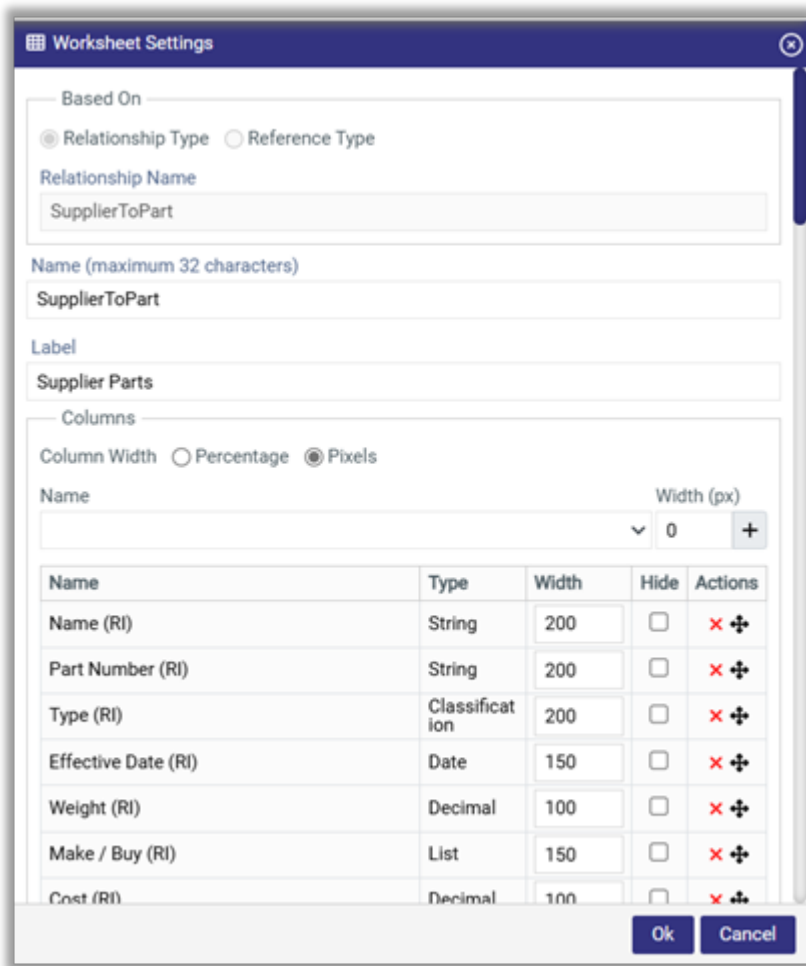 Worksheet Settings
Based On
Relationship Type Reference Type
Relationship Name
SupplierToPart
Name (maximum 32 characters)
SupplierToPart
Label
Supplier Parts
Columns
Column Width Percentage Pixels
Name Width (px)
0 +
Name Type Width Hide Actions
Name (RI) String 200
Part Number (RI) String 200
Type (RI) Classificat
ion 200
Effective Date (RI) Date 150
Weight (RI) Decimal 100
Make / Buy (RI) List 150
Cost (RI) Decimal 100
Ok Cancel